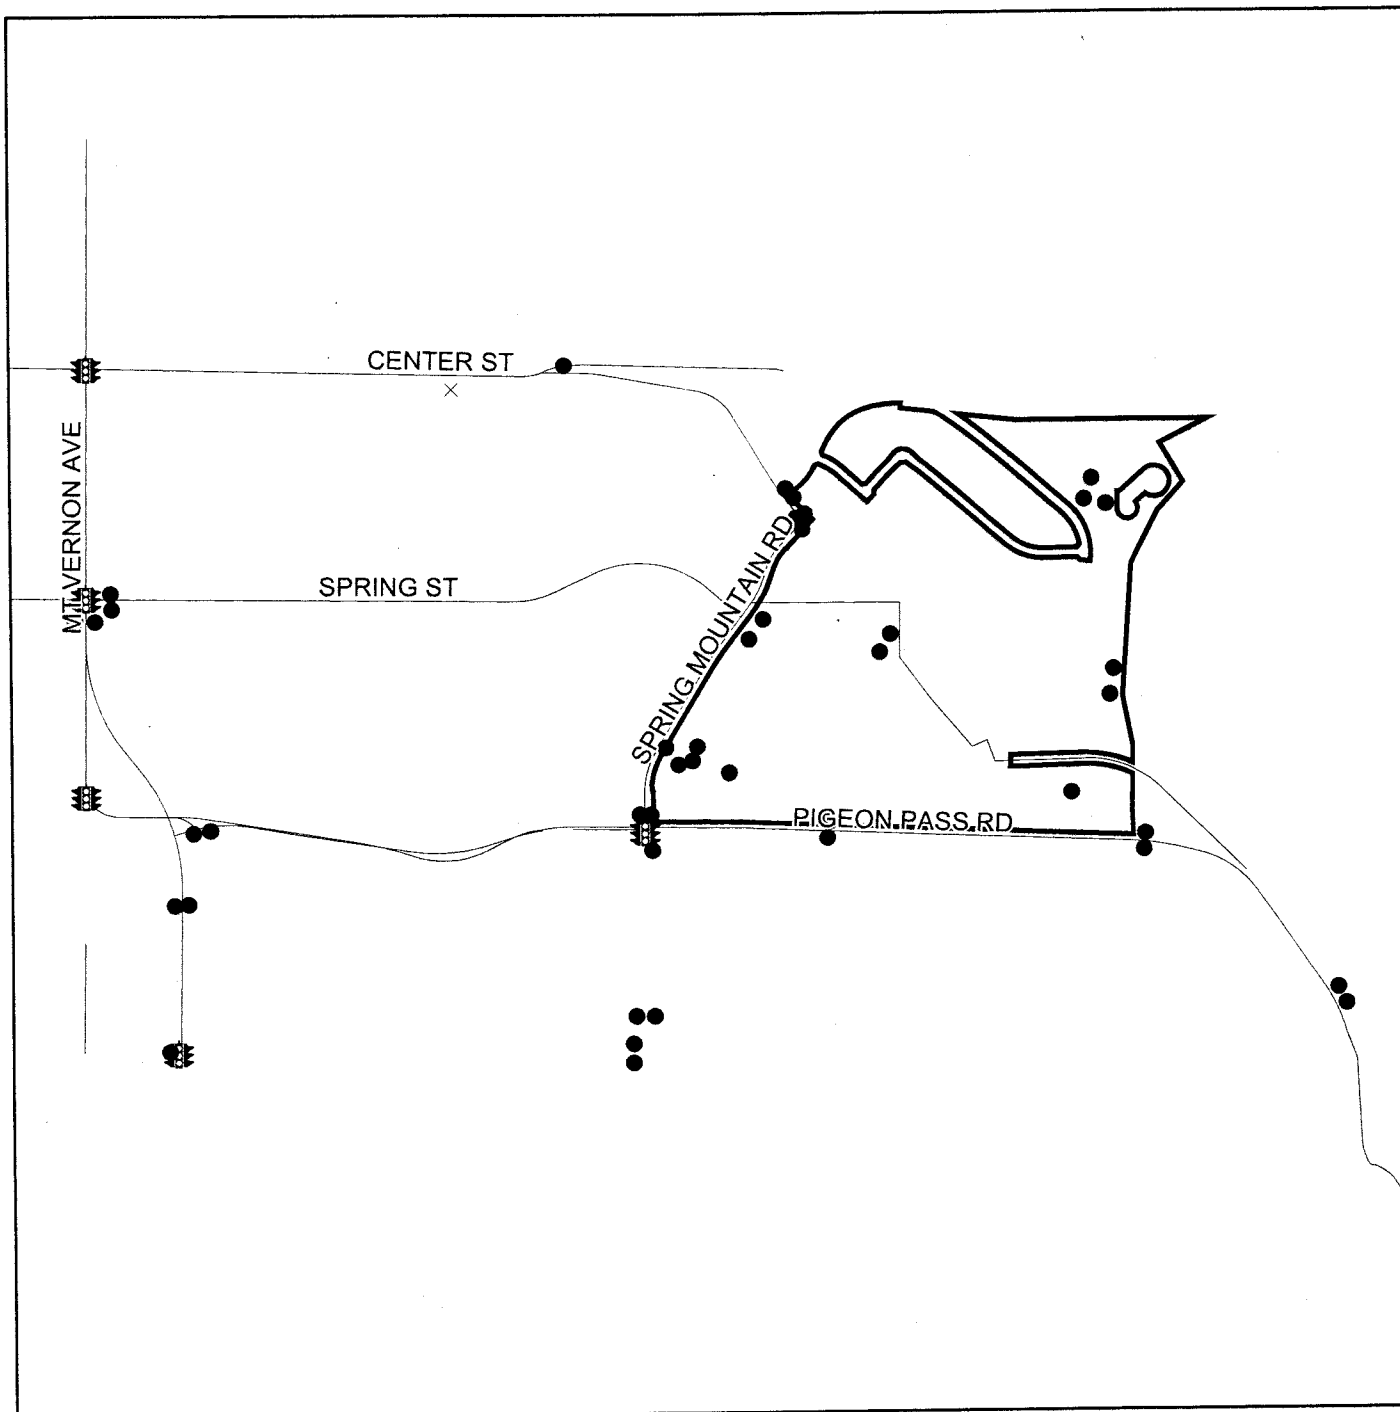 CENTER ST
MT VERNON AVE
SPRING ST
SPRING MOUNTAIN RD
PIGEON PASS RD